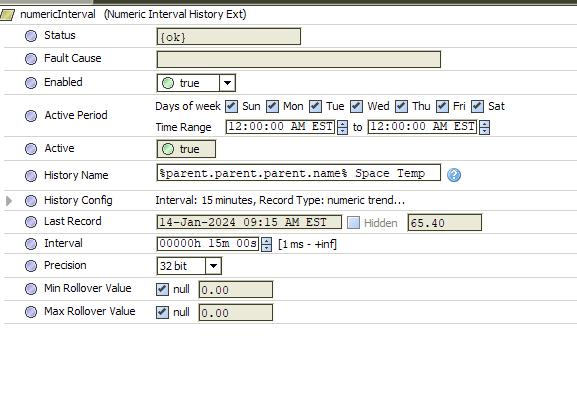 numericInterval (Numeric Interval History Ext)
Status {ok}
Fault Cause
Enabled true
Active Period Days of week Sun Mon Tue Wed Thu Fri Sat
Time Range 12:00:00 AM EST to 12:00:00 AM EST
Active true
History Name %parent.parent.parent.name%_Space_Temp ?
History Config Interval: 15 minutes, Record Type: numeric trend...
Last Record 14-Jan-2024 09:15 AM EST Hidden 65.40
Interval 00000h 15m 00s [1ms - +inf]
Precision 32 bit
Min Rollover Value null 0.00
Max Rollover Value null 0.00